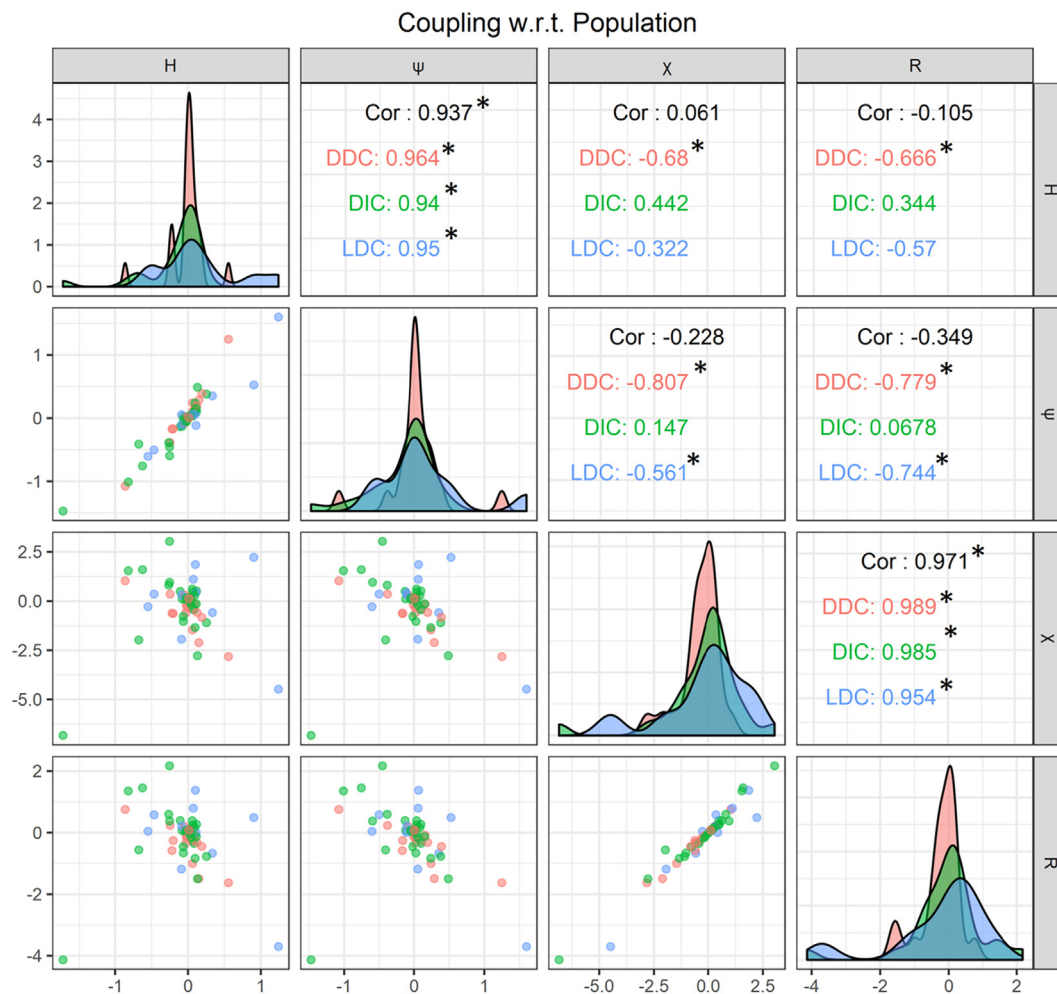 Coupling w.r.t. Population
H ψ χ R
Cor : 0.937* Cor : 0.061 Cor : -0.105
DDC: 0.964* DDC: -0.68* DDC: -0.666*
DIC: 0.94* DIC: 0.442 DIC: 0.344
LDC: 0.95* LDC: -0.322 LDC: -0.57
H
4
3
2
1
0
Cor : -0.228 Cor : -0.349
DDC: -0.807* DDC: -0.779*
DIC: 0.147 DIC: 0.0678
LDC: -0.561* LDC: -0.744*
ψ
1
0
-1
Cor : 0.971*
DDC: 0.989*
DIC: 0.985*
LDC: 0.954*
χ
2.5
0.0
-2.5
-5.0
R
2
0
-2
-4
-1 0 1 -1 0 1 -5.0 -2.5 0.0 2.5 -4 -2 0 2